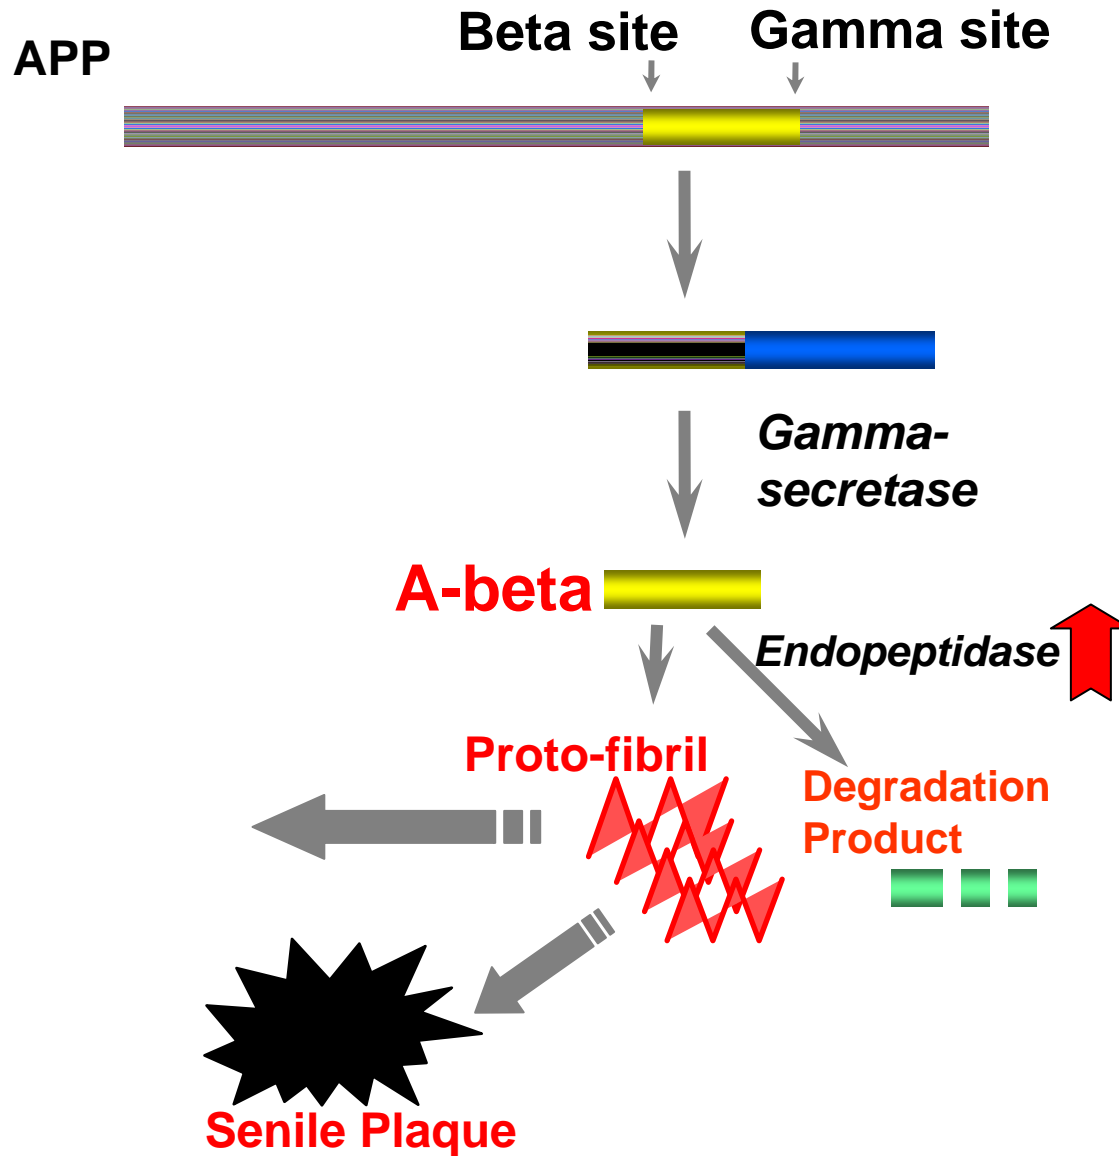 APP
Beta site
Gamma site
Gamma-
secretase
A-beta
Endopeptidase
Proto-fibril
Degradation
Product
Senile Plaque